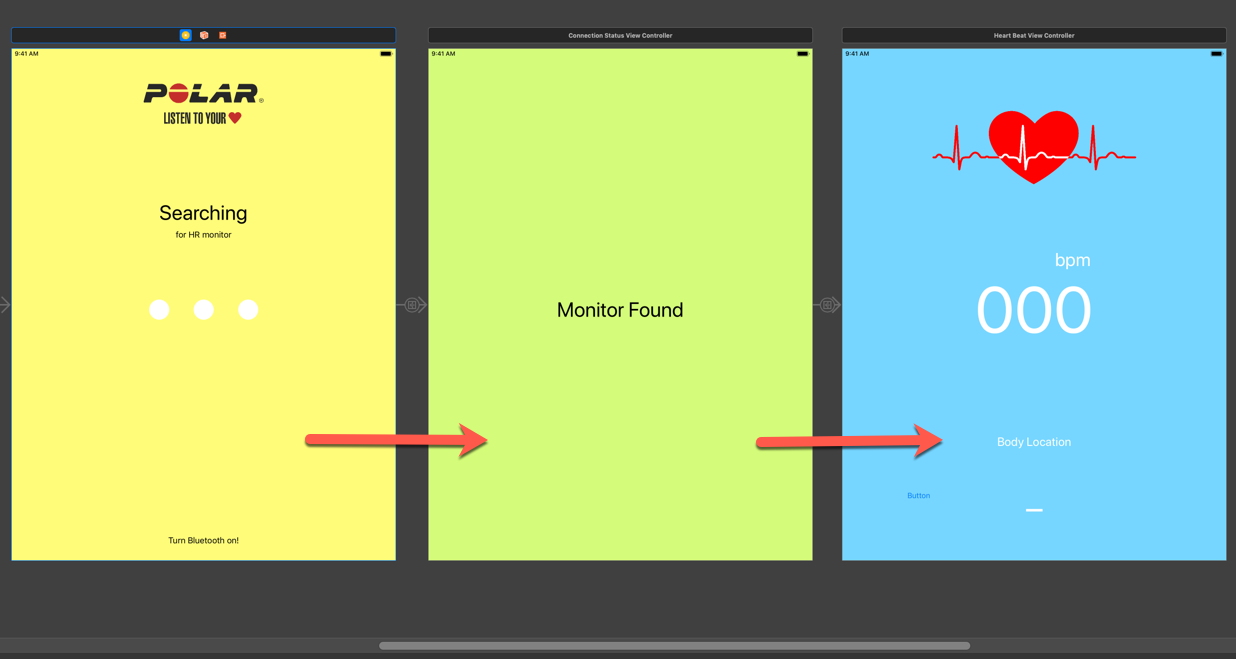 Connection Status View Controller
Heart Beat View Controller
9:41 AM
POLAR®
LISTEN TO YOUR
Searching
for HR monitor
Turn Bluetooth on!
9:41 AM
Monitor Found
9:41 AM
bpm
000
Body Location
Button